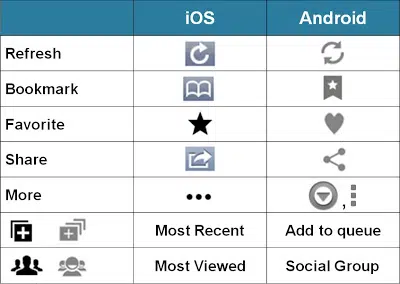 iOS Android
Refresh
Bookmark
Favorite
Share
More ,
Most Recent Add to queue
Most Viewed Social Group